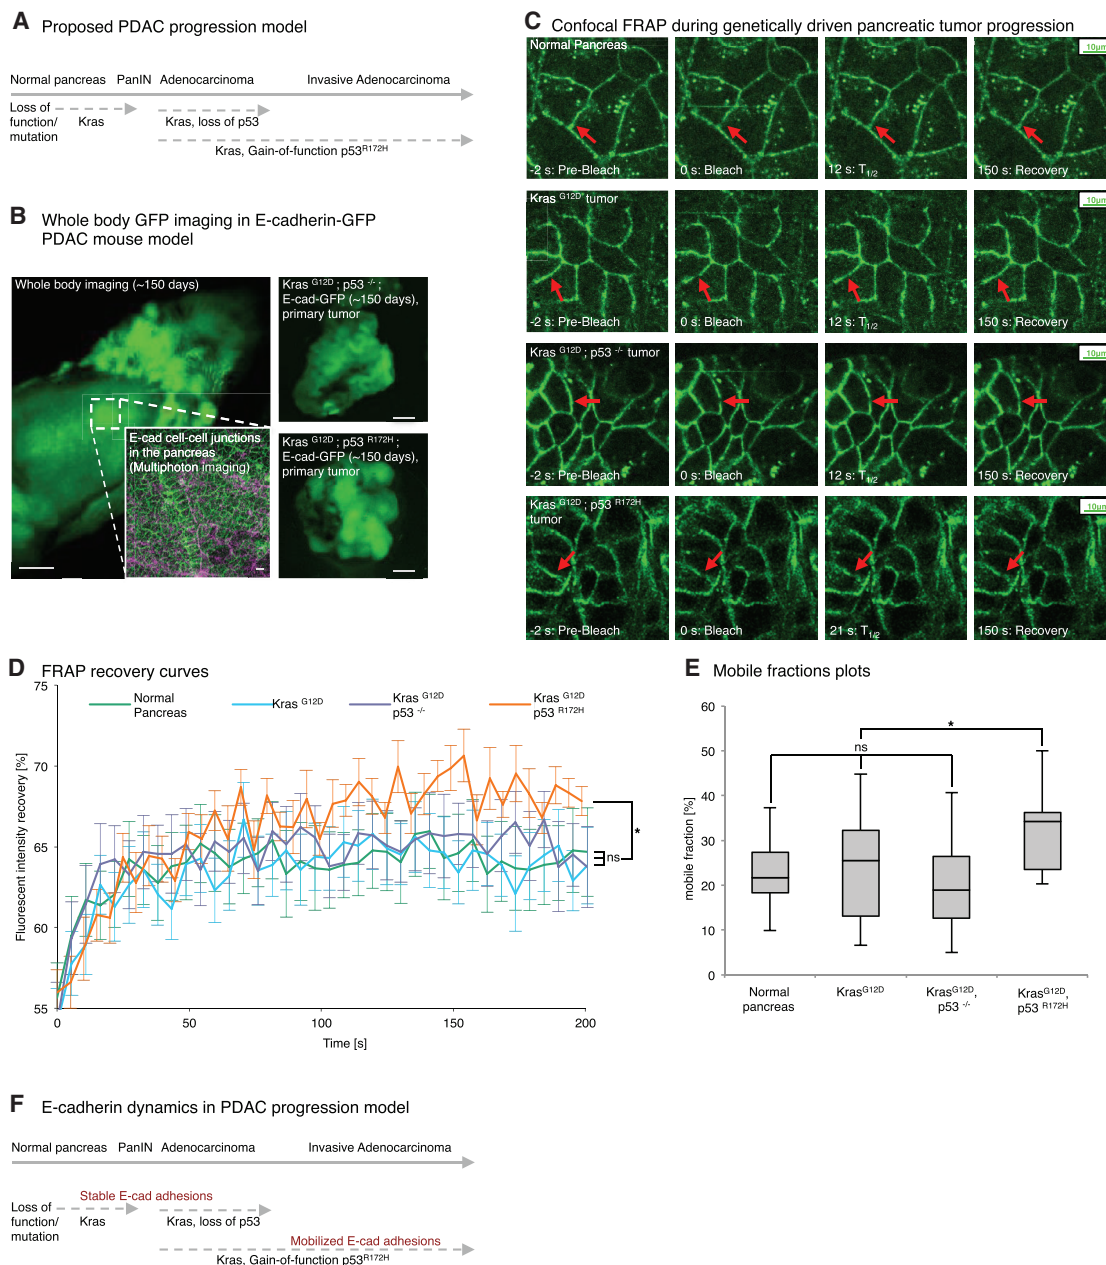 A Proposed PDAC progression model
Normal pancreas PanIN Adenocarcinoma Invasive Adenocarcinoma
Loss of
function/
mutation
Kras
Kras, loss of p53
Kras, Gain-of-function p53R172H
B Whole body GFP imaging in E-cadherin-GFP
PDAC mouse model
Whole body imaging (~150 days)
E-cad cell-cell junctions
in the pancreas
(Multiphoton imaging)
Kras G12D ; p53 -/- ;
E-cad-GFP (~150 days),
primary tumor
Kras G12D ; p53 R172H ;
E-cad-GFP (~150 days),
primary tumor
C Confocal FRAP during genetically driven pancreatic tumor progression
Normal Pancreas
10µm
-2 s: Pre-Bleach 0 s: Bleach 12 s: T1/2 150 s: Recovery
Kras G12D tumor
10µm
-2 s: Pre-Bleach 0 s: Bleach 12 s: T1/2 150 s: Recovery
Kras G12D ; p53 -/- tumor
10µm
-2 s: Pre-Bleach 0 s: Bleach 12 s: T1/2 150 s: Recovery
Kras G12D ; p53 R172H
tumor
10µm
-2 s: Pre-Bleach 0 s: Bleach 21 s: T1/2 150 s: Recovery
D FRAP recovery curves
Normal
Pancreas
Kras G12D
Kras G12D
p53 -/-
Kras G12D
p53 R172H
Fluorescent intensity recovery [%]
75
70
65
60
55
0 50 100 150 200
Time [s]
*
ns
E Mobile fractions plots
mobile fraction [%]
60
50
40
30
20
10
0
*
ns
Normal
pancreas
KrasG12D
KrasG12D,
p53 -/-
KrasG12D,
p53 R172H
F E-cadherin dynamics in PDAC progression model
Normal pancreas PanIN Adenocarcinoma Invasive Adenocarcinoma
Stable E-cad adhesions
Loss of
function/
mutation
Kras
Kras, loss of p53
Mobilized E-cad adhesions
Kras, Gain-of-function p53R172H